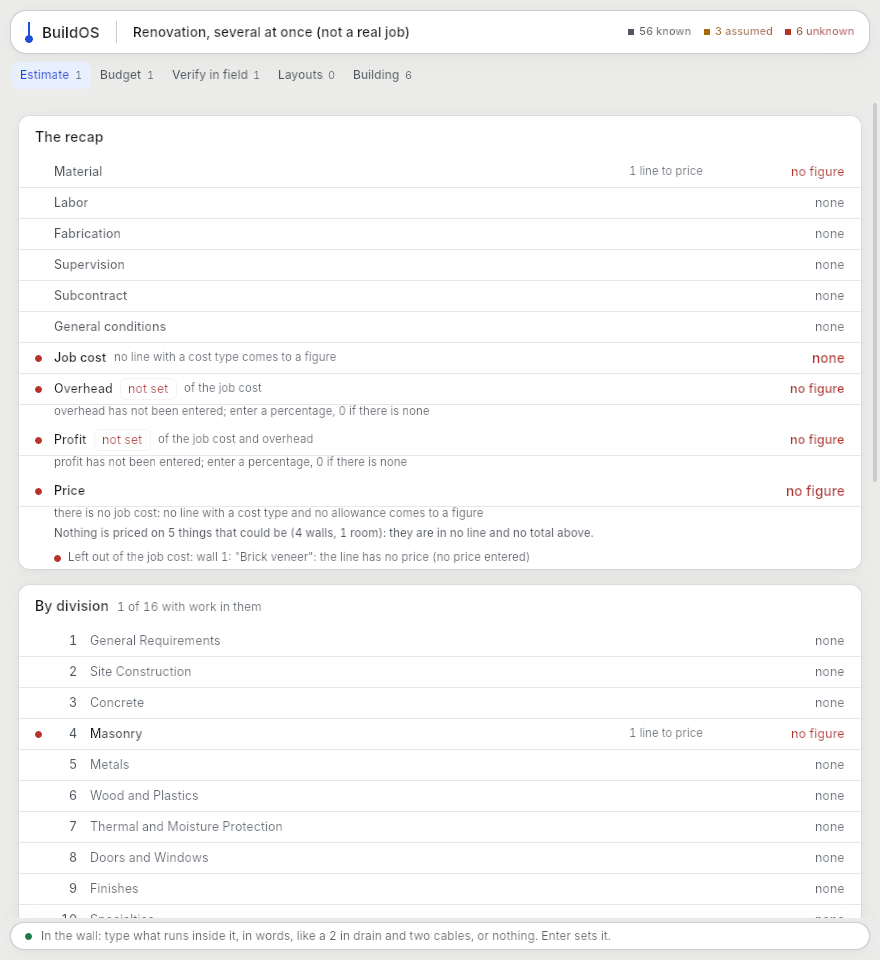 BuildOS Renovation, several at once (not a real job) 56 known 3 assumed 6 unknown
Estimate 1 Budget 1 Verify in field 1 Layouts 0 Building 6
The recap
Material 1 line to price no figure
Labor none
Fabrication none
Supervision none
Subcontract none
General conditions none
Job cost no line with a cost type comes to a figure none
Overhead not set of the job cost no figure
overhead has not been entered; enter a percentage, 0 if there is none
Profit not set of the job cost and overhead no figure
profit has not been entered; enter a percentage, 0 if there is none
Price no figure
there is no job cost: no line with a cost type and no allowance comes to a figure
Nothing is priced on 5 things that could be (4 walls, 1 room): they are in no line and no total above.
Left out of the job cost: wall 1: "Brick veneer": the line has no price (no price entered)
By division 1 of 16 with work in them
1 General Requirements none
2 Site Construction none
3 Concrete none
4 Masonry 1 line to price no figure
5 Metals none
6 Wood and Plastics none
7 Thermal and Moisture Protection none
8 Doors and Windows none
9 Finishes none
10 Specialties none
In the wall: type what runs inside it, in words, like a 2 in drain and two cables, or nothing. Enter sets it.